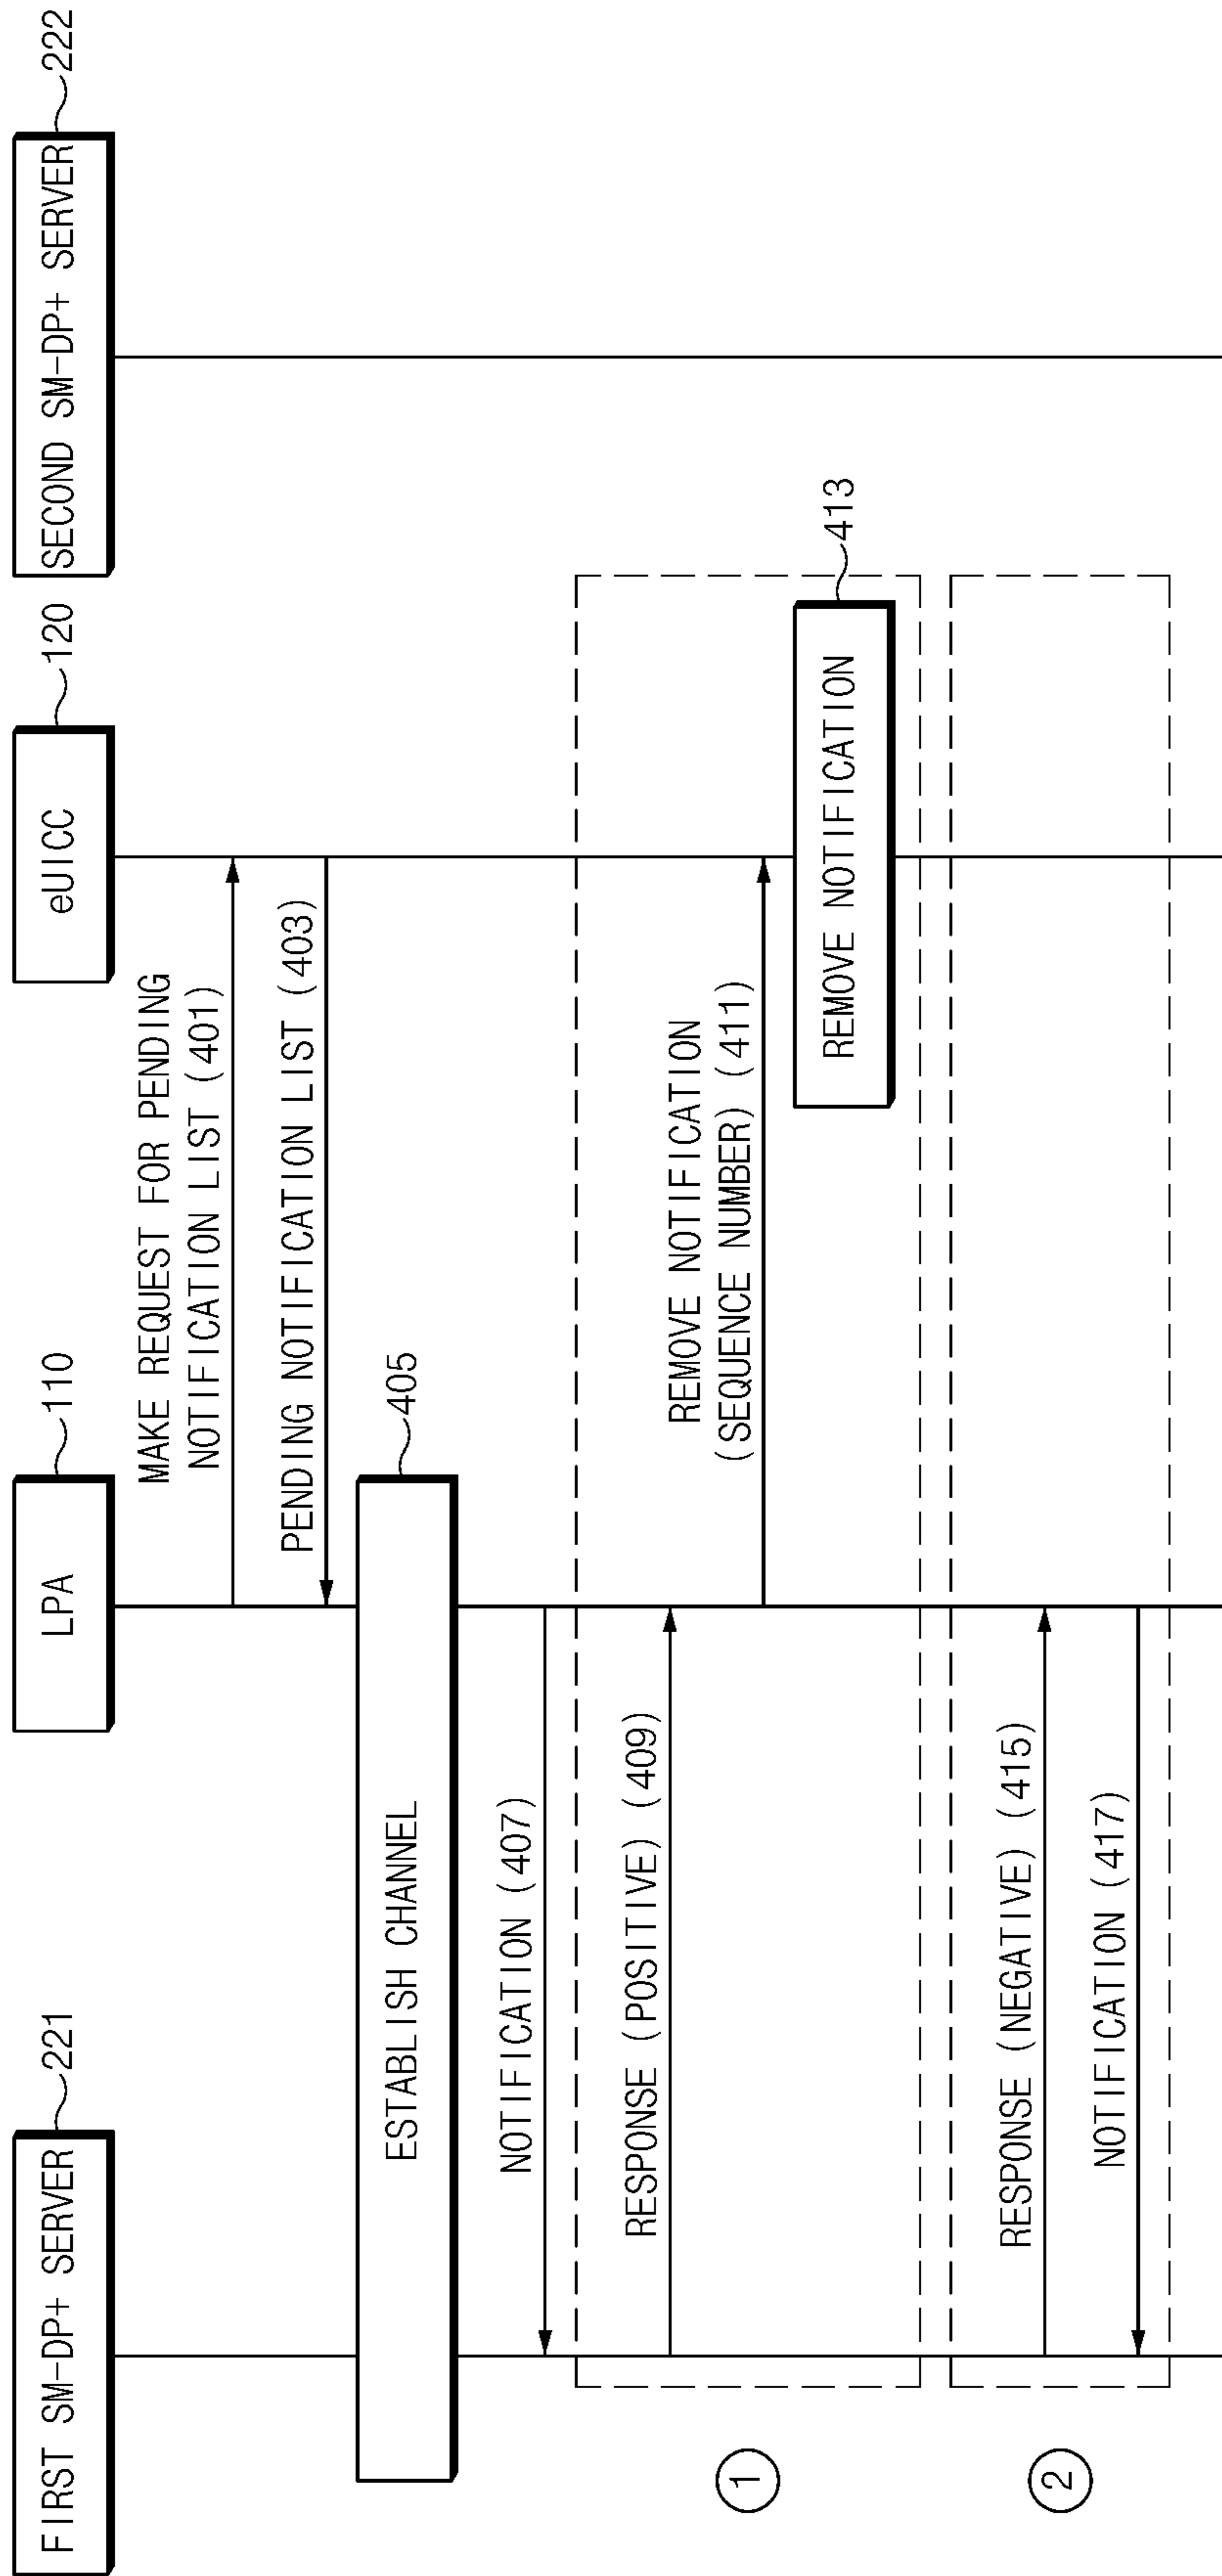 FIRST SM-DP+ SERVER
221
LPA
110
eUICC
120
SECOND SM-DP+ SERVER
222
MAKE REQUEST FOR PENDING
NOTIFICATION LIST (401)
PENDING NOTIFICATION LIST (403)
ESTABLISH CHANNEL
405
NOTIFICATION (407)
1
RESPONSE (POSITIVE) (409)
REMOVE NOTIFICATION
(SEQUENCE NUMBER) (411)
REMOVE NOTIFICATION
413
2
RESPONSE (NEGATIVE) (415)
NOTIFICATION (417)